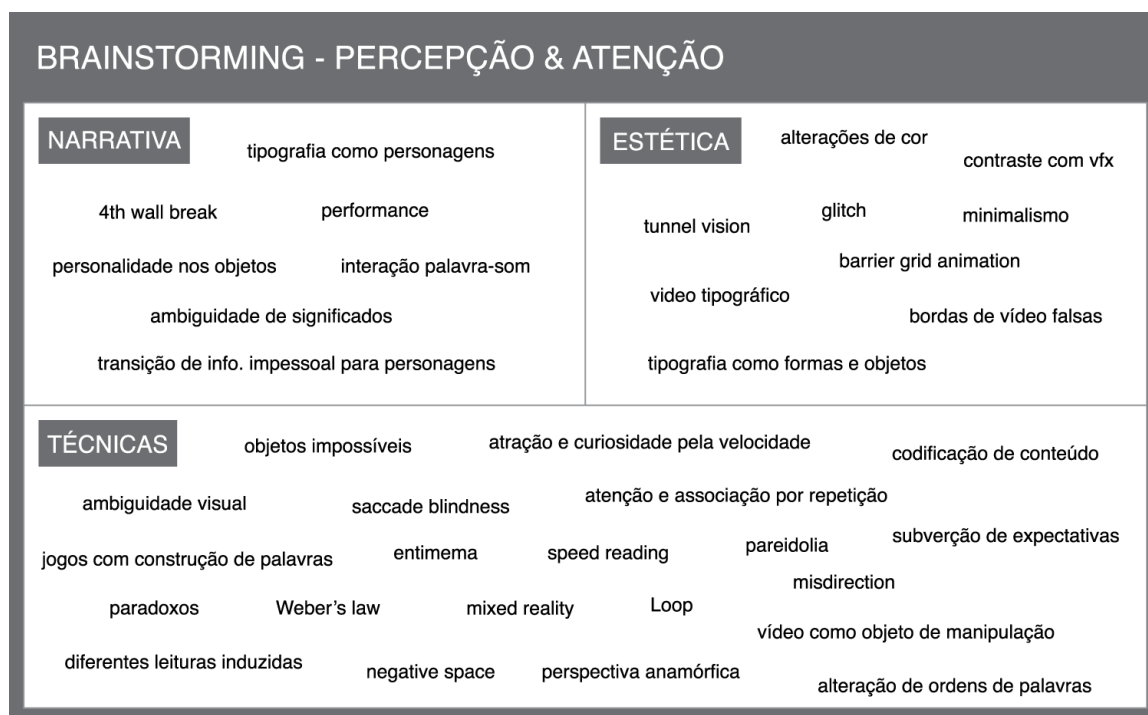 BRAINSTORMING - PERCEPÇÃO & ATENÇÃO
NARRATIVA
tipografia como personagens
4th wall break
performance
personalidade nos objetos
interação palavra-som
ambiguidade de significados
transição de info. impessoal para personagens
ESTÉTICA
alterações de cor
contraste com vfx
tunnel vision
glitch
minimalismo
barrier grid animation
video tipográfico
bordas de vídeo falsas
tipografia como formas e objetos
TÉCNICAS
objetos impossíveis
atração e curiosidade pela velocidade
codificação de conteúdo
ambiguidade visual
saccade blindness
atenção e associação por repetição
subverção de expectativas
jogos com construção de palavras
entimema
speed reading
pareidolia
misdirection
paradoxos
Weber's law
mixed reality
Loop
vídeo como objeto de manipulação
diferentes leituras induzidas
negative space
perspectiva anamórfica
alteração de ordens de palavras